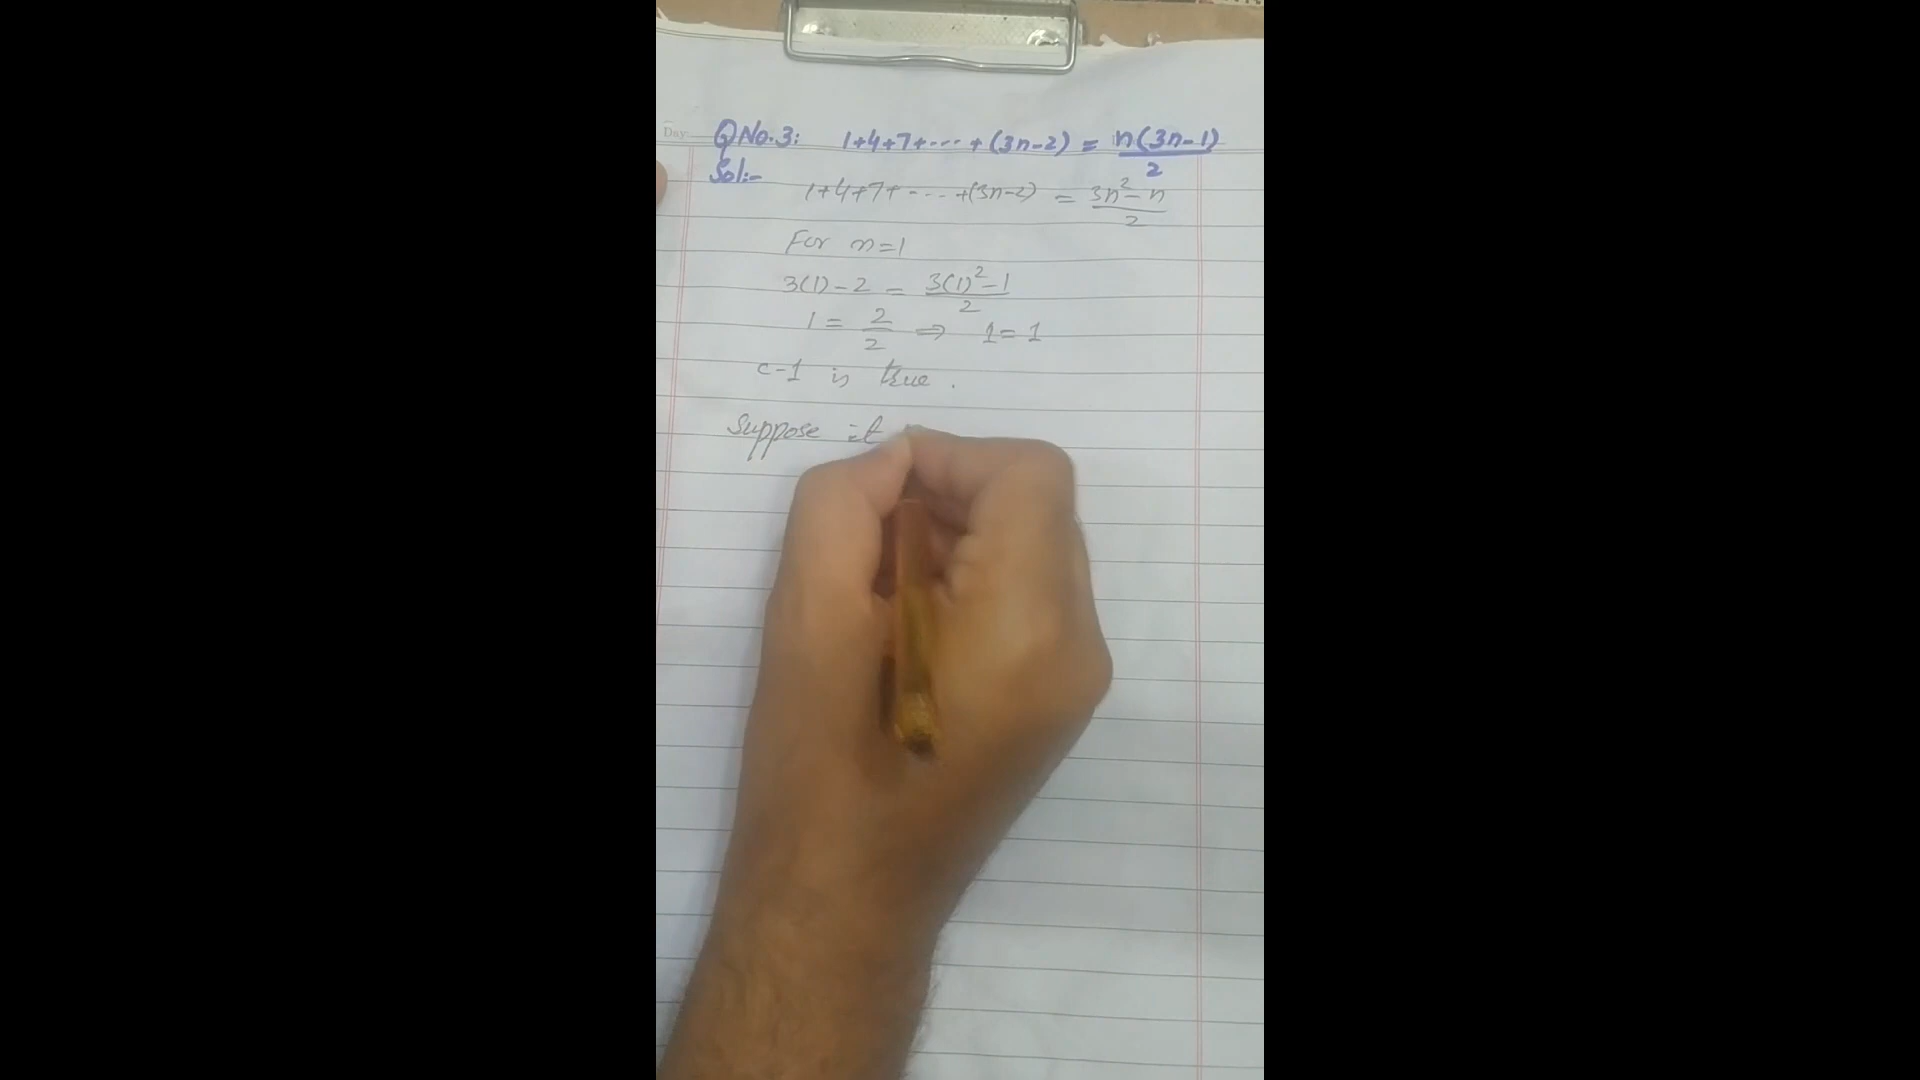 Day:
Q No. 3: 1+4+7+---+(3n-2) = n(3n-1)/2
Sol:-
1+4+7+----+(3n-2) = 3n²-n/2
For n=1
3(1)-2 = 3(1)²-1/2
1 = 2/2 ⇒ 1=1
c-1 is true.
Suppose it